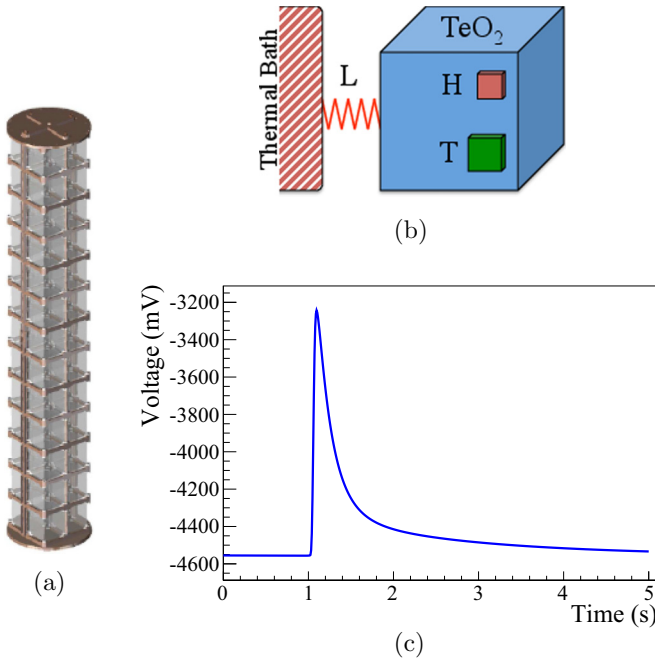 TeO₂
Thermal Bath
L
H
T
(b)
(a)
Voltage (mV)
-3200
-3400
-3600
-3800
-4000
-4200
-4400
-4600
0 1 2 3 4 5
Time (s)
(c)